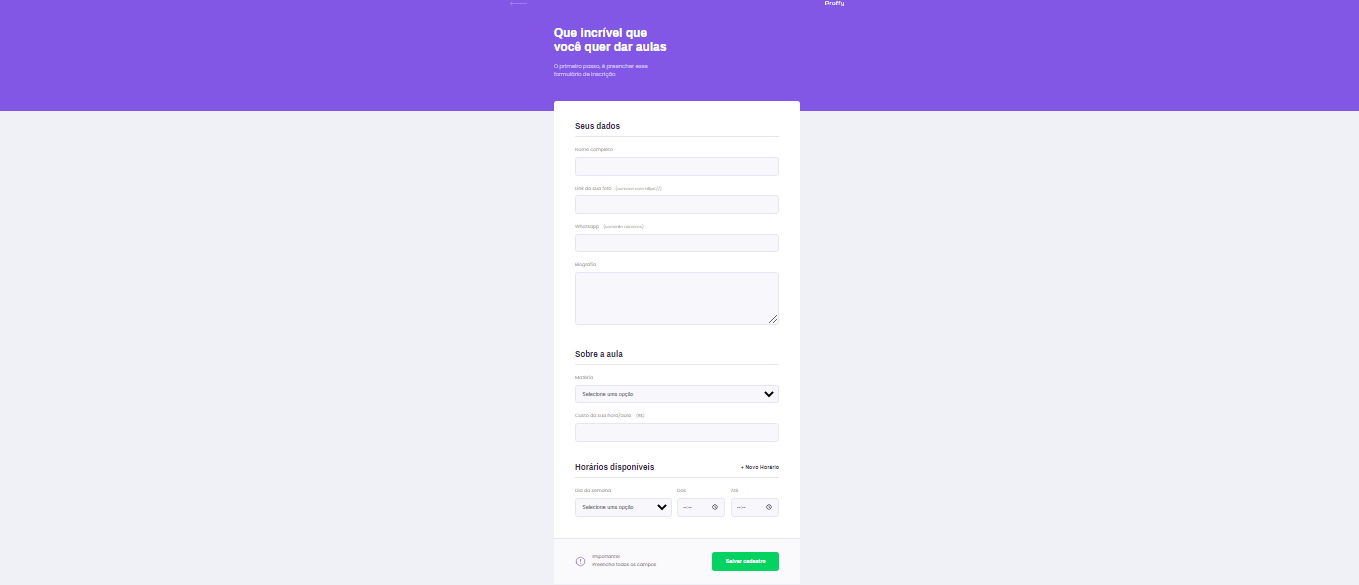 Proffy
Que incrível que
você quer dar aulas
O primeiro passo, é preencher esse
formulário de inscrição
Seus dados
Nome completo
Link da sua foto (comece com https://)
Whatsapp (somente números)
Biografia
Sobre a aula
Matéria
Selecione uma opção
Custo da sua hora/aula (R$)
Horários disponíveis + Novo Horário
Dia da semana Das Até
Selecione uma opção --:-- --:--
Importante!
Preencha todos os campos
Salvar cadastro